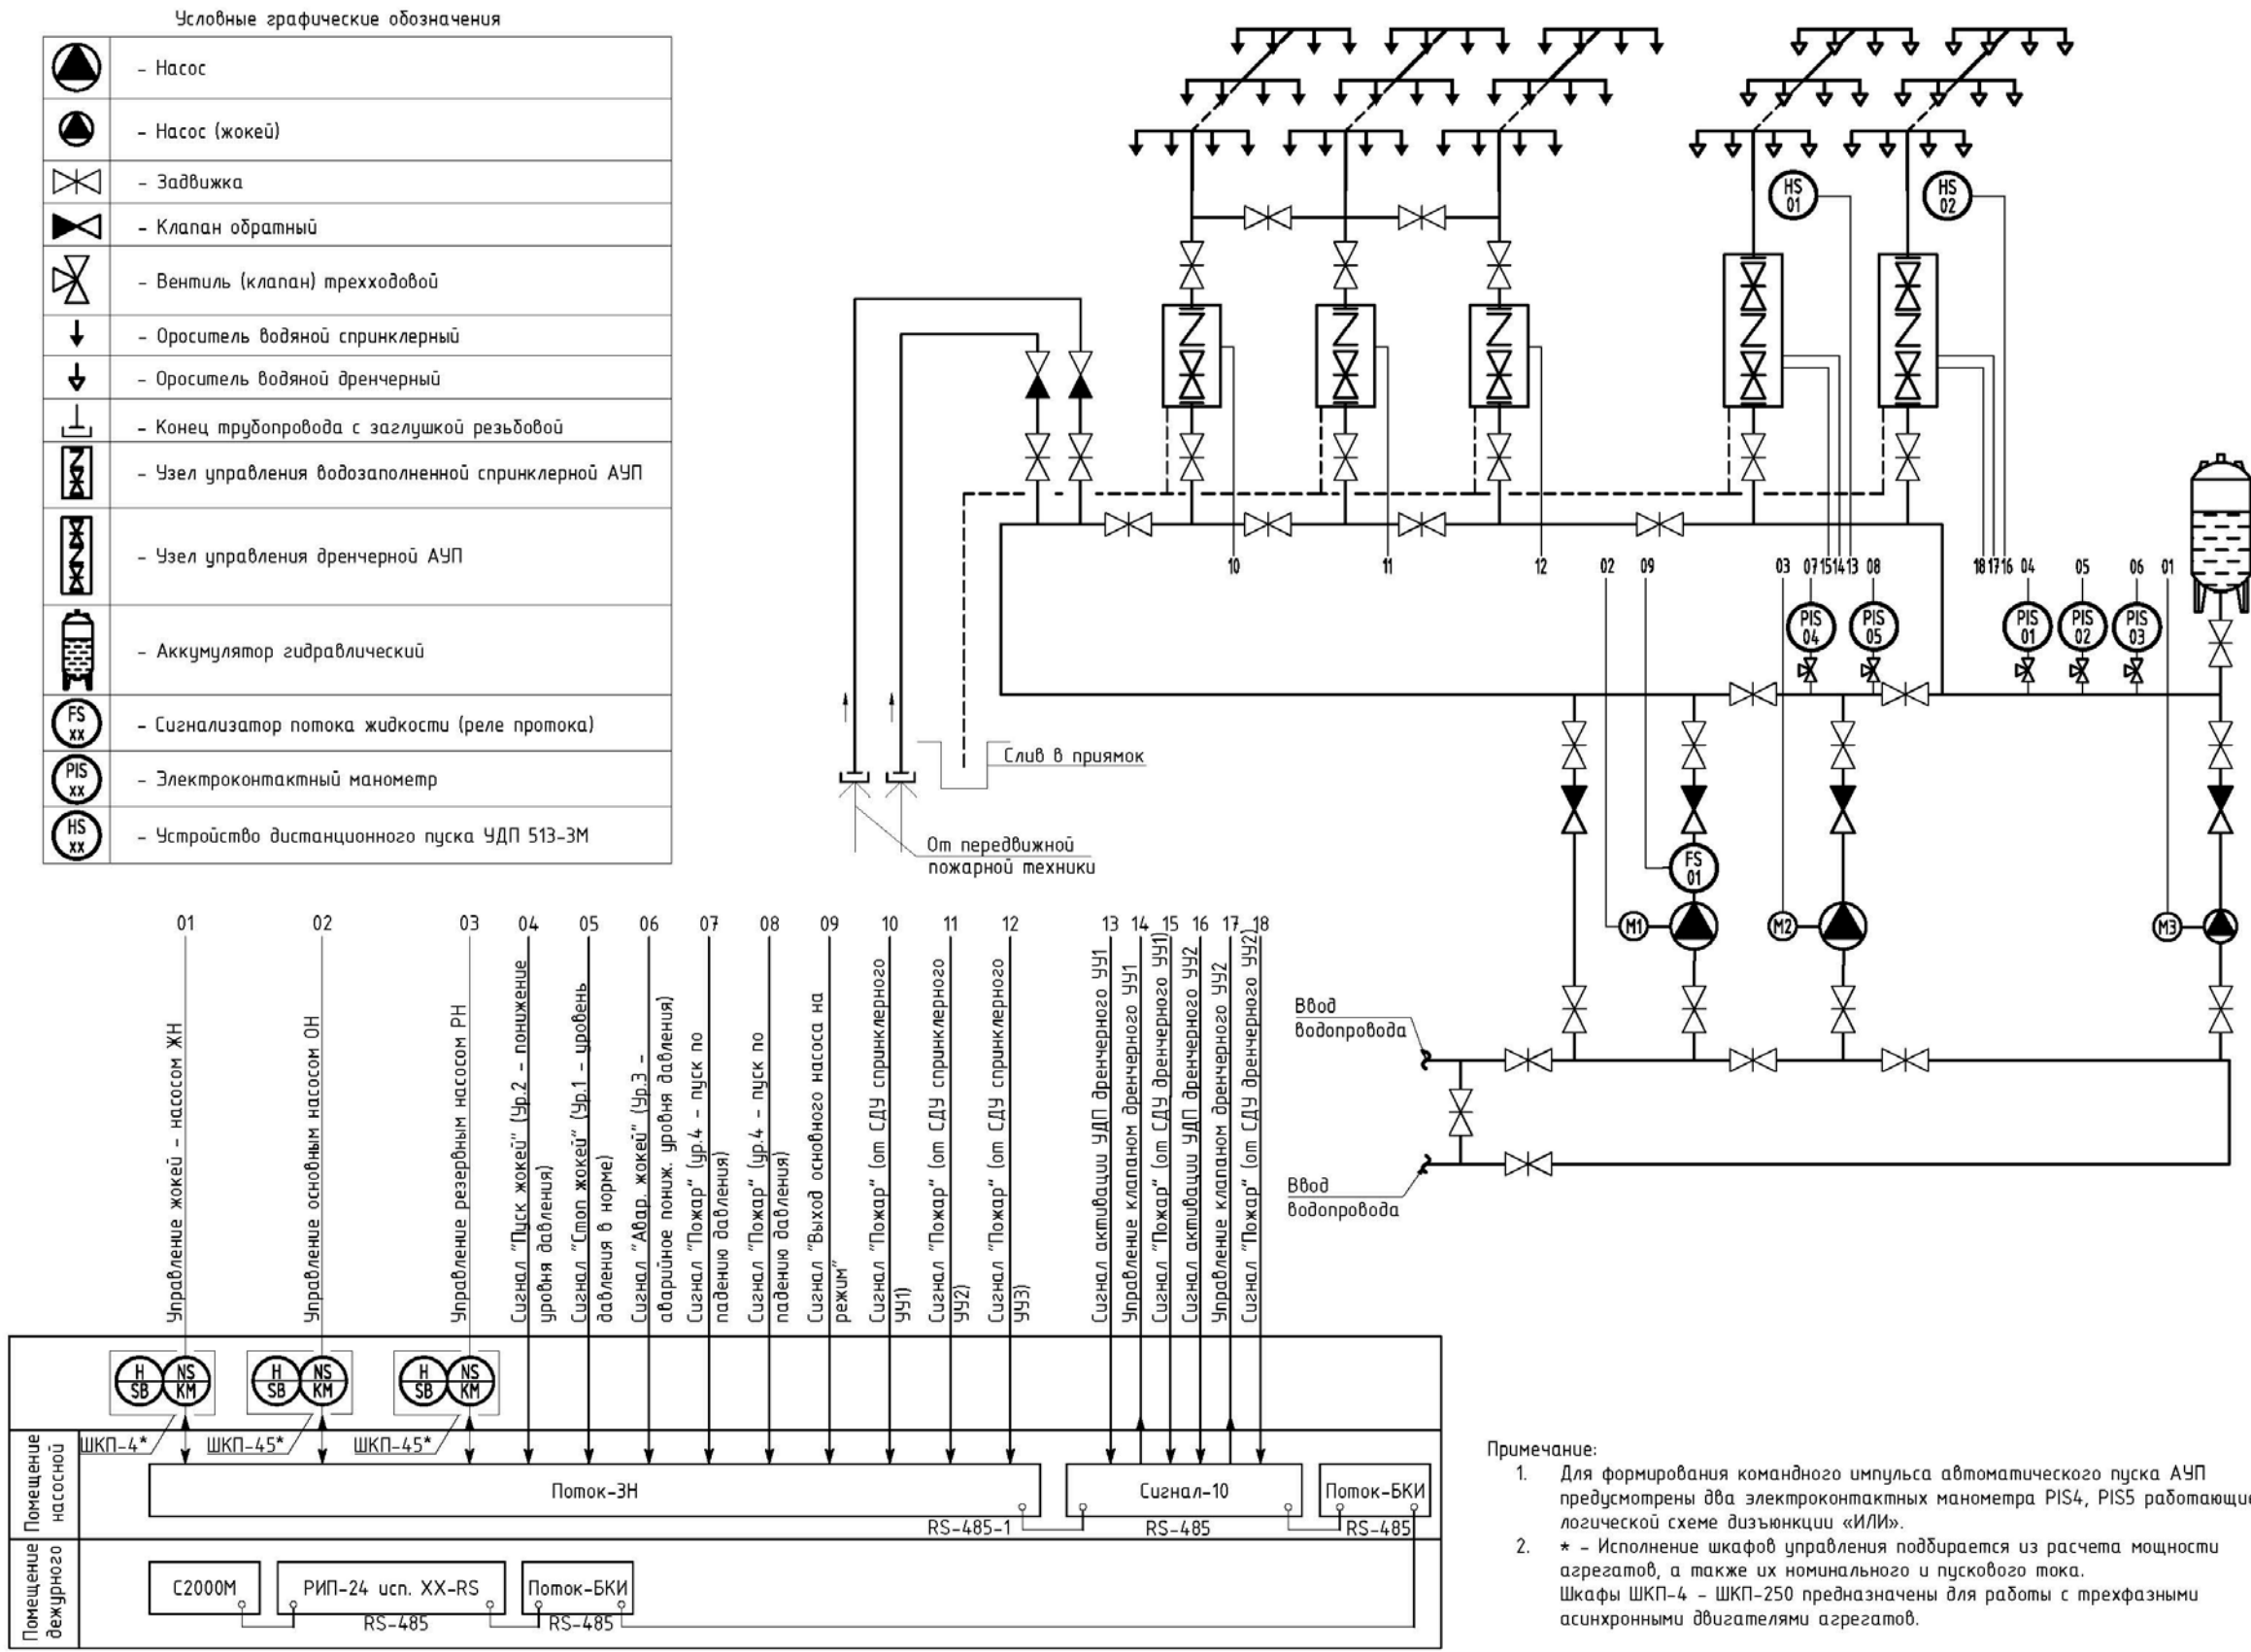 Условные графические обозначения
– Насос
– Насос (жокей)
– Задвижка
– Клапан обратный
– Вентиль (клапан) трехходовой
– Ороситель водяной спринклерный
– Ороситель водяной дренчерный
– Конец трубопровода с заглушкой резьбовой
– Узел управления водозаполненной спринклерной АУП
– Узел управления дренчерной АУП
– Аккумулятор гидравлический
FS
xx
– Сигнализатор потока жидкости (реле протока)
PIS
xx
– Электроконтактный манометр
HS
xx
– Устройство дистанционного пуска УДП 513-3М
HS
01
HS
02
10
11
12
02
09
03
07
15
14
13
08
18
17
16
04
05
06
01
PIS
04
PIS
05
PIS
01
PIS
02
PIS
03
Слив в приямок
От передвижной
пожарной техники
FS
01
М1
М2
М3
Ввод
водопровода
Ввод
водопровода
01
02
03
04
05
06
07
08
09
10
11
12
13
14
15
16
17
18
Управление жокей – насосом ЖН
Управление основным насосом ОН
Управление резервным насосом РН
Сигнал "Пуск жокей" (Ур.2 – понижение
уровня давления)
Сигнал "Стоп жокей" (Ур.1 – уровень
давления в норме)
Сигнал "Авар. жокей" (Ур.3 –
аварийное пониж. уровня давления)
Сигнал "Пожар" (ур.4 – пуск по
падению давления)
Сигнал "Пожар" (ур.4 – пуск по
падению давления)
Сигнал "Выход основного насоса на
режим"
Сигнал "Пожар" (от СДУ спринклерного
УУ1)
Сигнал "Пожар" (от СДУ спринклерного
УУ2)
Сигнал "Пожар" (от СДУ спринклерного
УУ3)
Сигнал активации УДП дренчерного УУ1
Управление клапаном дренчерного УУ1
Сигнал "Пожар" (от СДУ дренчерного УУ1)
Сигнал активации УДП дренчерного УУ2
Управление клапаном дренчерного УУ2
Сигнал "Пожар" (от СДУ дренчерного УУ2)
H
SB
NS
KM
H
SB
NS
KM
H
SB
NS
KM
ШКП-4*
ШКП-45*
ШКП-45*
Помещение
насосной
Поток-3Н
Сигнал-10
Поток-БКИ
RS-485-1
RS-485
RS-485
Помещение
дежурного
С2000М
РИП-24 исп. XX-RS
Поток-БКИ
RS-485
RS-485
Примечание:
1. Для формирования командного импульса автоматического пуска АУП
предусмотрены два электроконтактных манометра PIS4, PIS5 работающие
логической схеме дизъюнкции «ИЛИ».
2. * – Исполнение шкафов управления подбирается из расчета мощности
агрегатов, а также их номинального и пускового тока.
Шкафы ШКП-4 – ШКП-250 предназначены для работы с трехфазными
асинхронными двигателями агрегатов.